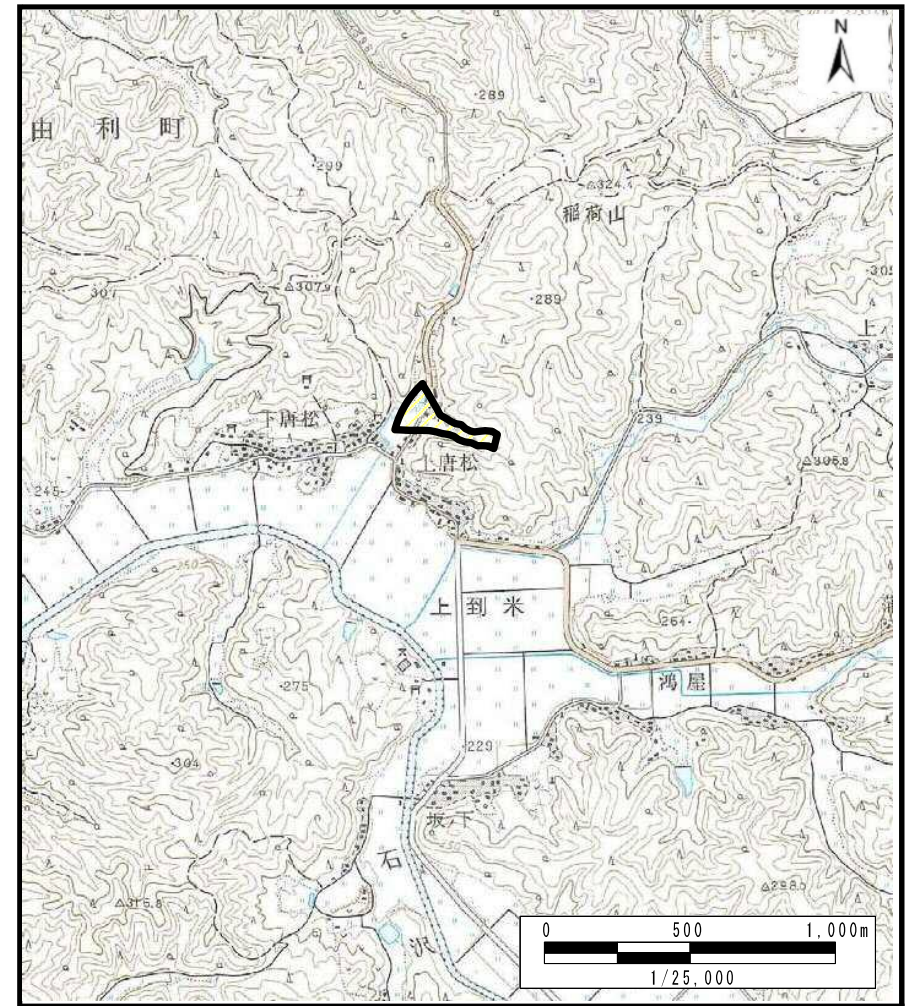 N
・289
由利町
・299
△324.4
稲荷山
・305
307
△307.9
・289
上
下唐松
239
上唐松
△305.8
245
250
上到米
264・
・275
鴻屋
・229
・304
坂ノ下
石
△298.
△315.8
沢
0 500 1,000m
1/25,000